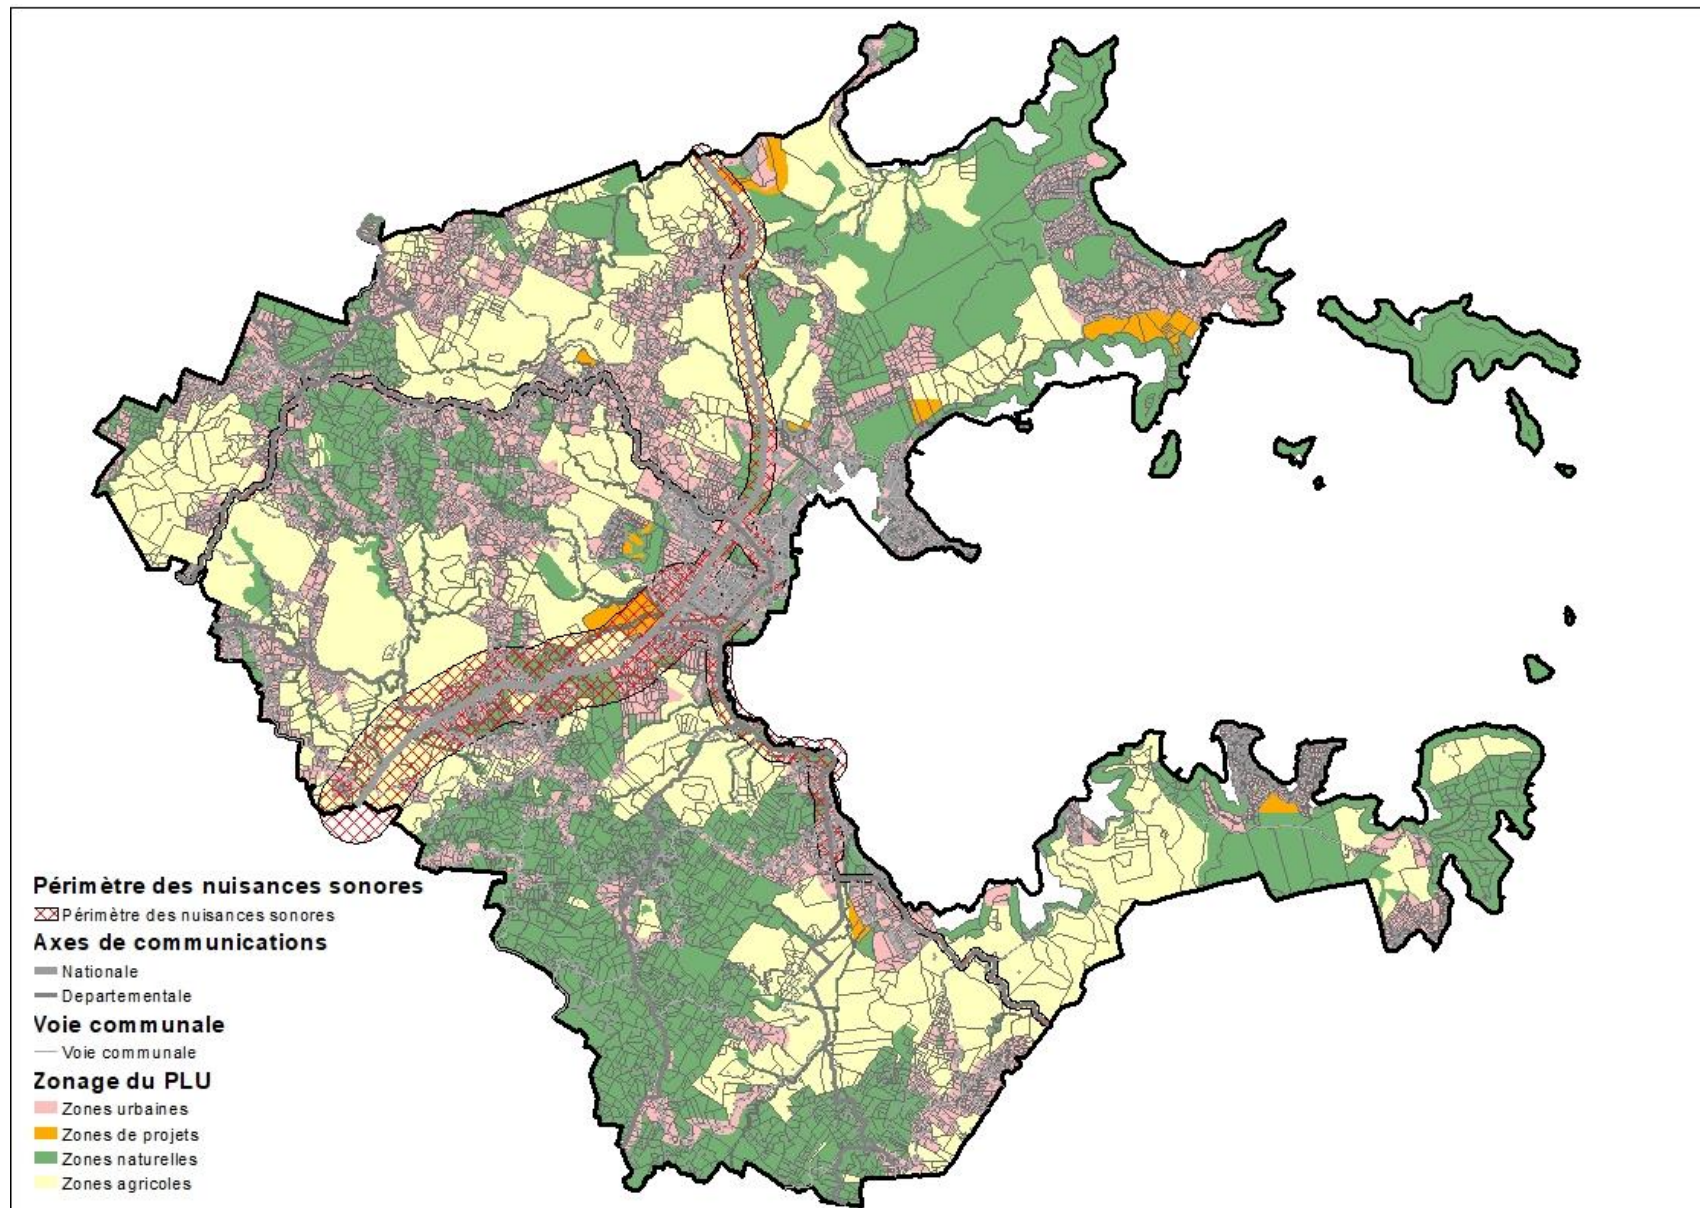 Périmètre des nuisances sonores
Périmètre des nuisances sonores
Axes de communications
Nationale
Departementale
Voie communale
Voie communale
Zonage du PLU
Zones urbaines
Zones de projets
Zones naturelles
Zones agricoles